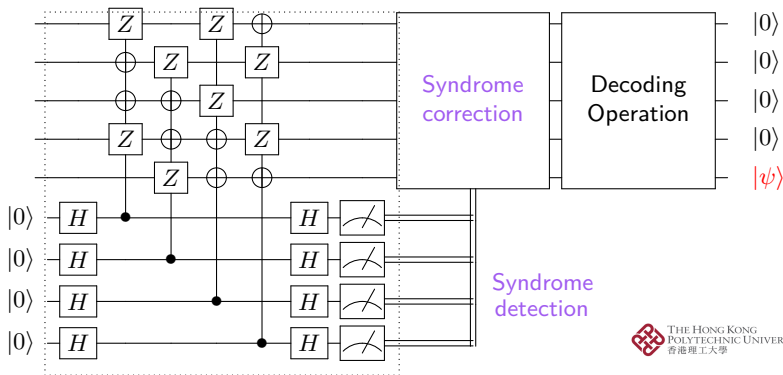 Z Z |0⟩
Z Z |0⟩
Syndrome correction
Decoding Operation
Z |0⟩
Z Z |0⟩
Z |ψ⟩
|0⟩ H H
|0⟩ H H
|0⟩ H H
|0⟩ H H
Syndrome
detection
THE HONG KONG
POLYTECHNIC UNIVER
香港理工大學